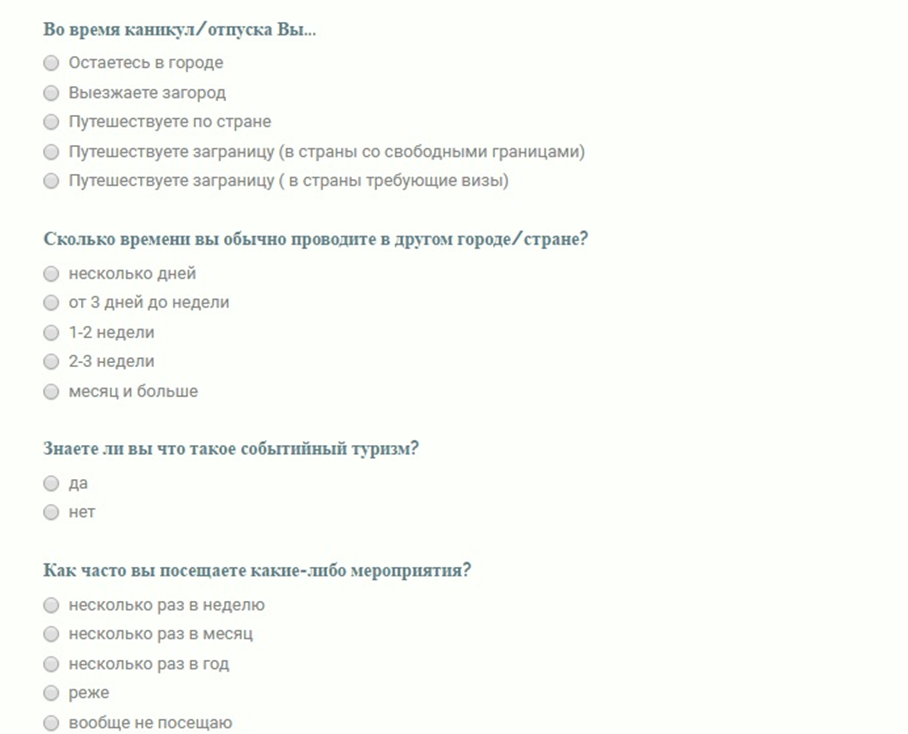 Во время каникул/отпуска Вы...
Остаетесь в городе
Выезжаете загород
Путешествуете по стране
Путешествуете заграницу (в страны со свободными границами)
Путешествуете заграницу ( в страны требующие визы)
Сколько времени вы обычно проводите в другом городе/стране?
несколько дней
от 3 дней до недели
1-2 недели
2-3 недели
месяц и больше
Знаете ли вы что такое событийный туризм?
да
нет
Как часто вы посещаете какие-либо мероприятия?
несколько раз в неделю
несколько раз в месяц
несколько раз в год
реже
вообще не посещаю